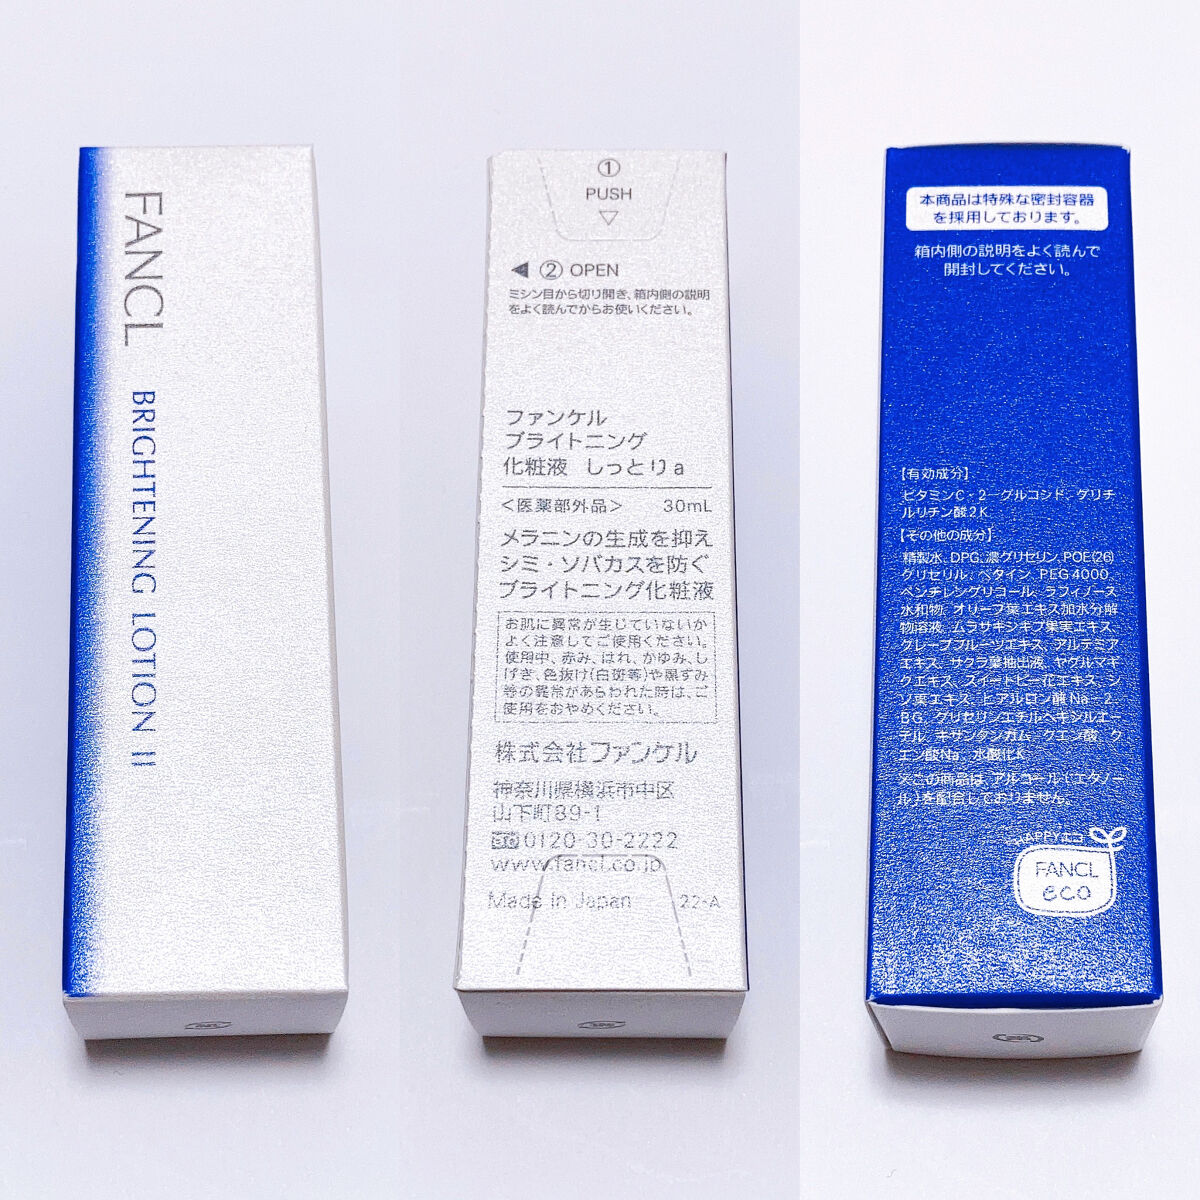 FANCL
BRIGHTENING LOTION II
①
PUSH
▽
◀ ② OPEN
ミシン目から切り開き、箱内側の説明
をよく読んでからお使いください。
ファンケル
ブライトニング
化粧液 しっとりa
<医薬部外品> 30mL
メラニンの生成を抑え
シミ・ソバカスを防ぐ
ブライトニング化粧液
お肌に異常が生じていないか
よく注意してご使用ください。
使用中、赤み、はれ、かゆみ、し
げき、色抜け(白斑等)や黒ずみ
等の異常があらわれた時は、ご
使用をおやめください。
株式会社ファンケル
神奈川県横浜市中区
山下町89-1
0120-30-2222
www.fancl.co.jp
Made in Japan 22-A
本商品は特殊な密封容器
を採用しております。
箱内側の説明をよく読んで
開封してください。
【有効成分】
ビタミンC・2ーグルコシド、グリチ
ルリチン酸2K
【その他の成分】
精製水、DPG、濃グリセリン、POE(26)
グリセリル、ベタイン、PEG4000、
ペンチレングリコール、ラフィノース
水和物、オリーブ葉エキス加水分解
物溶液、ムラサキシキブ果実エキス、
グレープフルーツエキス、アルテミア
エキス、サクラ葉抽出液、ヤグルマギ
クエキス、スイートピー花エキス、シ
ソ葉エキス、ヒアルロン酸Na-2、
BG、グリセリンエチルヘキシルエー
テル、キサンタンガム、クエン酸、ク
エン酸Na、水酸化K
※この商品は、アルコール(エタノー
ル)を配合しておりません。
HAPPYエコ
FANCL
eco